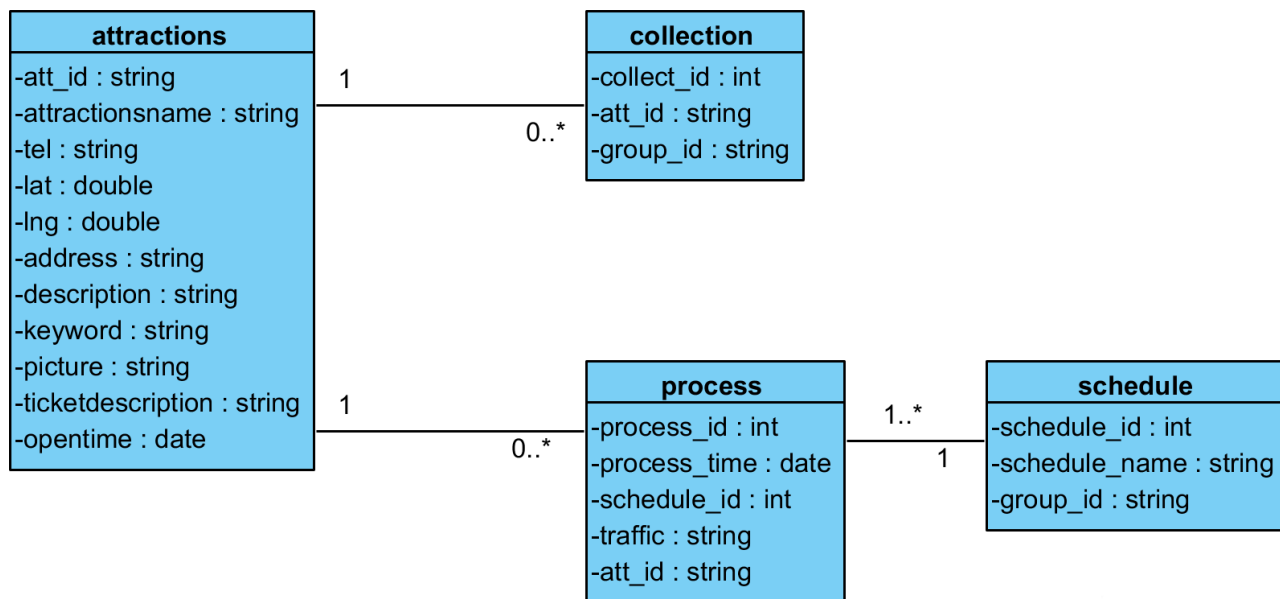 attractions
-att_id : string
-attractionsname : string
-tel : string
-lat : double
-lng : double
-address : string
-description : string
-keyword : string
-picture : string
-ticketdescription : string
-opentime : date
1
0..*
collection
-collect_id : int
-att_id : string
-group_id : string
1
0..*
process
-process_id : int
-process_time : date
-schedule_id : int
-traffic : string
-att_id : string
1..*
1
schedule
-schedule_id : int
-schedule_name : string
-group_id : string